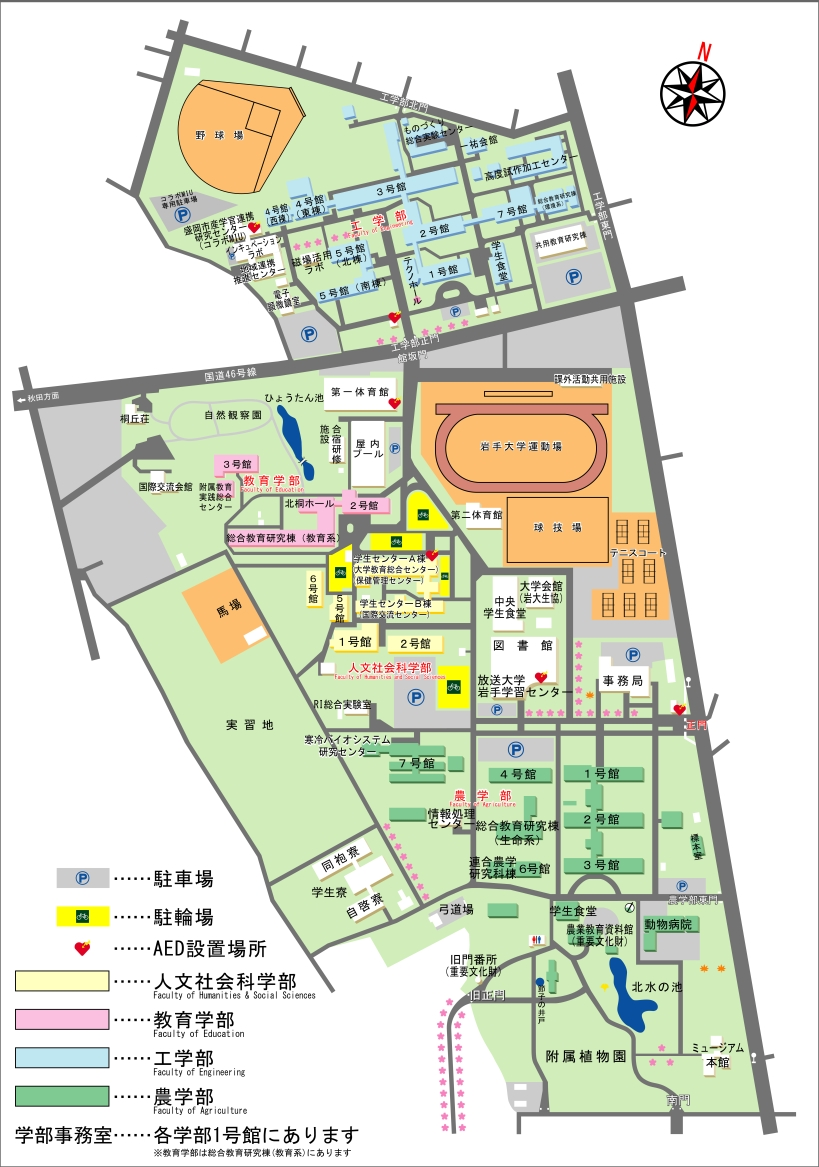 N
工学部北門
野球場
ものづくり
総合実験センター
一祐会館
高度試作加工センター
コラボMIU
専用駐車場
P
3号館
4号館
(西棟)
4号館
(東棟)
総合教育研究棟
(環境系)
工学部東門
盛岡市産学官連携
研究センター
(コラボMIU)
工学部
Faculty of Engineering
2号館
7号館
共用教育研究棟
インキュベーション
ラボ
P
地域連携
推進センター
磁場活用
ラボ
5号館
(北棟)
テクノホール
1号館
学生食堂
P
5号館(南棟)
電子
顕微鏡室
P
P
工学部正門
館坂門
国道46号線
←秋田方面
桐丘荘
自然観察園
ひょうたん池
第一体育館
課外活動共用施設
施設
合宿研修
屋内
プール
P
岩手大学運動場
3号館
国際交流会館
附属教育
実践総合
センター
教育学部
Faculty of Education
北桐ホール
2号館
第二体育館
球技場
テニスコート
総合教育研究棟(教育系)
学生センターA棟
(大学教育総合センター)
(保健管理センター)
6号館
5号館
学生センターB棟
(国際交流センター)
中央
学生食堂
大学会館
(岩大生協)
馬場
1号館
2号館
図書館
人文社会科学部
Faculty of Humanities and Social Sciences
P
放送大学
岩手学習センター
P
事務局
P
正門
RI総合実験室
実習地
寒冷バイオシステム
研究センター
7号館
P
4号館
1号館
農学部
Faculty of Agriculture
情報処理
センター
総合教育研究棟
(生命系)
2号館
標本室
連合農学
研究科棟
6号館
3号館
同袍寮
学生寮
自啓寮
P
農学部東門
弓道場
学生食堂
農業教育資料館
(重要文化財)
動物病院
旧門番所
(重要文化財)
旧正門
節子の井戸
北水の池
附属植物園
ミュージアム
本館
南門
P……駐車場
……駐輪場
……AED設置場所
……人文社会科学部
Faculty of Humanities & Social Sciences
……教育学部
Faculty of Education
……工学部
Faculty of Engineering
……農学部
Faculty of Agriculture
学部事務室……各学部1号館にあります
※教育学部は総合教育研究棟(教育系)にあります